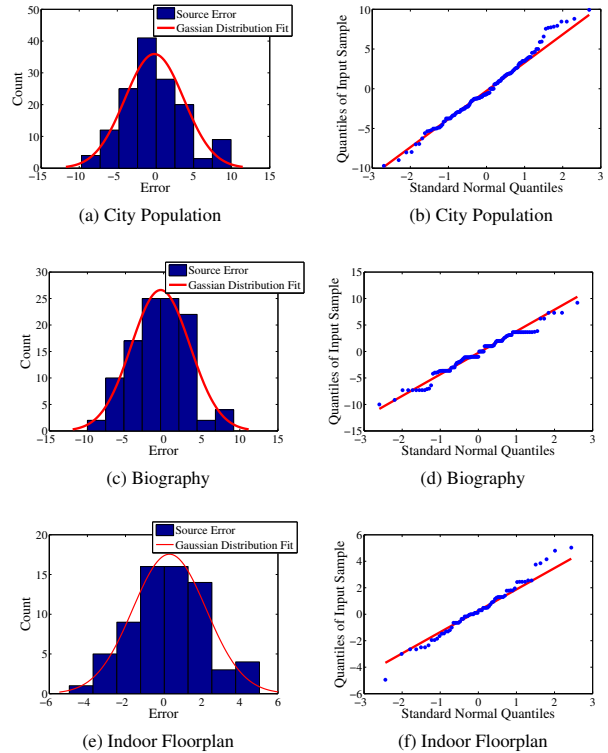 Source Error
Gassian Distribution Fit
50
40
30
20
10
0
Count
−15 −10 −5 0 5 10 15
Error
(a) City Population
10
5
0
−5
−10
Quantiles of Input Sample
−3 −2 −1 0 1 2 3
Standard Normal Quantiles
(b) City Population
Source Error
Gassian Distribution Fit
30
25
20
15
10
5
0
Count
−15 −10 −5 0 5 10 15
Error
(c) Biography
15
10
5
0
−5
−10
−15
Quantiles of Input Sample
−3 −2 −1 0 1 2 3
Standard Normal Quantiles
(d) Biography
Source Error
Gaussian Distribution Fit
20
15
10
5
0
Count
−6 −4 −2 0 2 4 6
Error
(e) Indoor Floorplan
6
4
2
0
−2
−4
−6
Quantiles of Input Sample
−3 −2 −1 0 1 2 3
Standard Normal Quantiles
(f) Indoor Floorplan